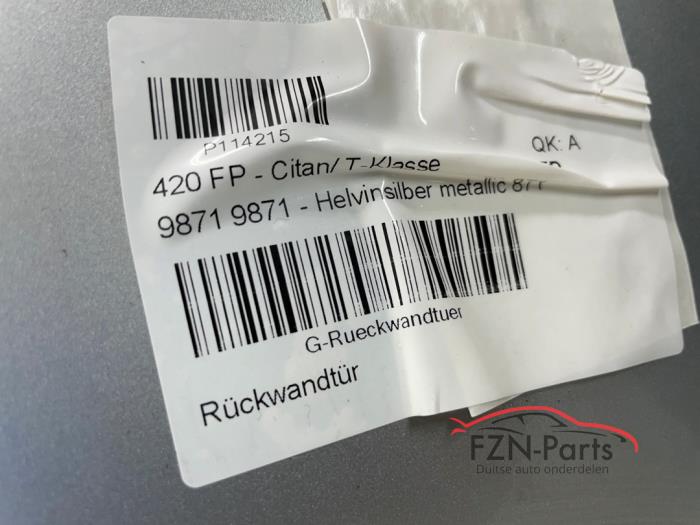 P114215
QK: A
420 FP - Citan/ T-Klasse
9871 9871 - Helvinsilber metallic
G-Rueckwandtuer
Rückwandtür
FZN-Parts
Duitse auto onderdelen